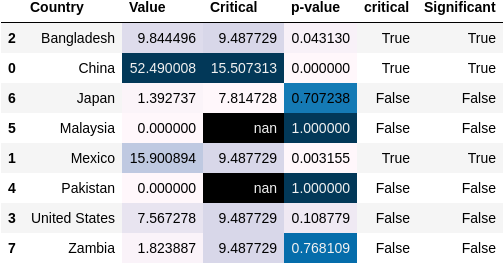 Country Value Critical p-value critical Significant
2 Bangladesh 9.844496 9.487729 0.043130 True True
0 China 52.490008 15.507313 0.000000 True True
6 Japan 1.392737 7.814728 0.707238 False False
5 Malaysia 0.000000 nan 1.000000 False False
1 Mexico 15.900894 9.487729 0.003155 True True
4 Pakistan 0.000000 nan 1.000000 False False
3 United States 7.567278 9.487729 0.108779 False False
7 Zambia 1.823887 9.487729 0.768109 False False